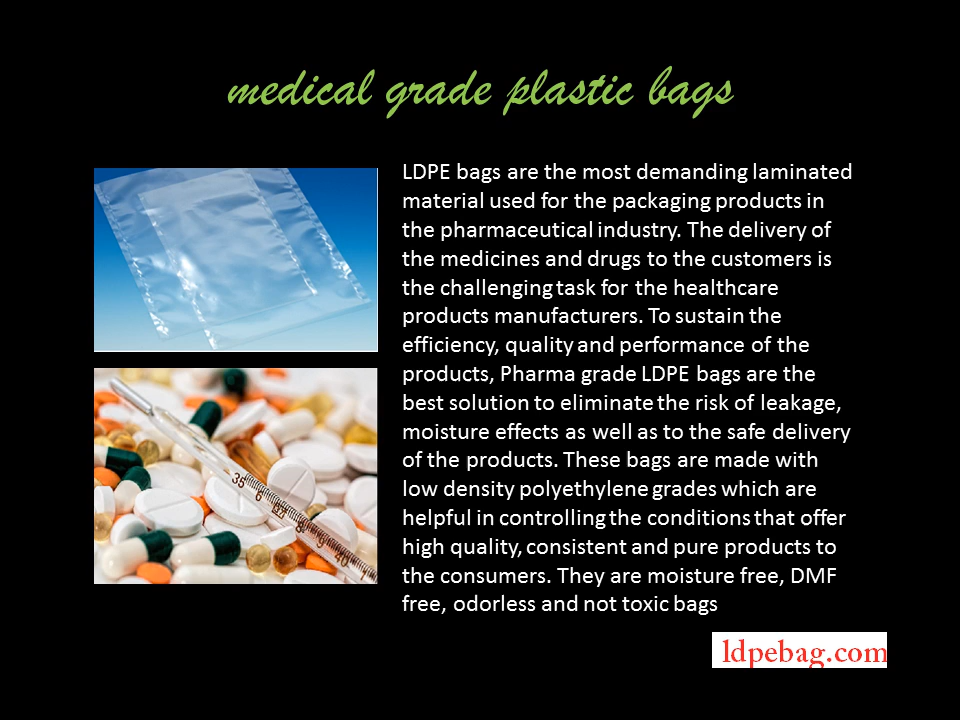 medical grade plastic bags
LDPE bags are the most demanding laminated
material used for the packaging products in
the pharmaceutical industry. The delivery of
the medicines and drugs to the customers is
the challenging task for the healthcare
products manufacturers. To sustain the
efficiency, quality and performance of the
products, Pharma grade LDPE bags are the
best solution to eliminate the risk of leakage,
moisture effects as well as to the safe delivery
of the products. These bags are made with
low density polyethylene grades which are
helpful in controlling the conditions that offer
high quality, consistent and pure products to
the consumers. They are moisture free, DMF
free, odorless and not toxic bags
35 6
ldpebag.com